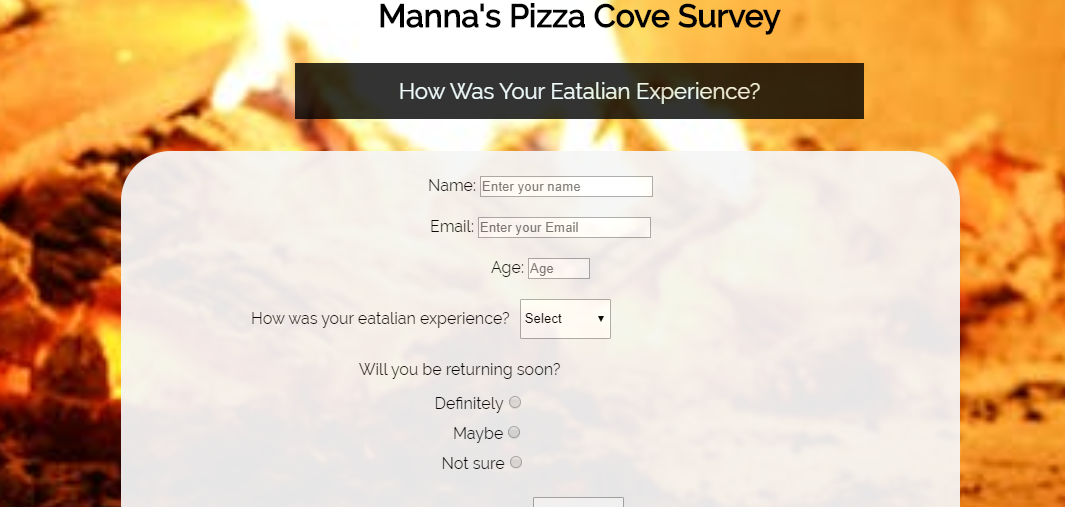 Manna's Pizza Cove Survey
How Was Your Eatalian Experience?
Name: Enter your name
Email: Enter your Email
Age: Age
How was your eatalian experience? Select
Will you be returning soon?
Definitely
Maybe
Not sure